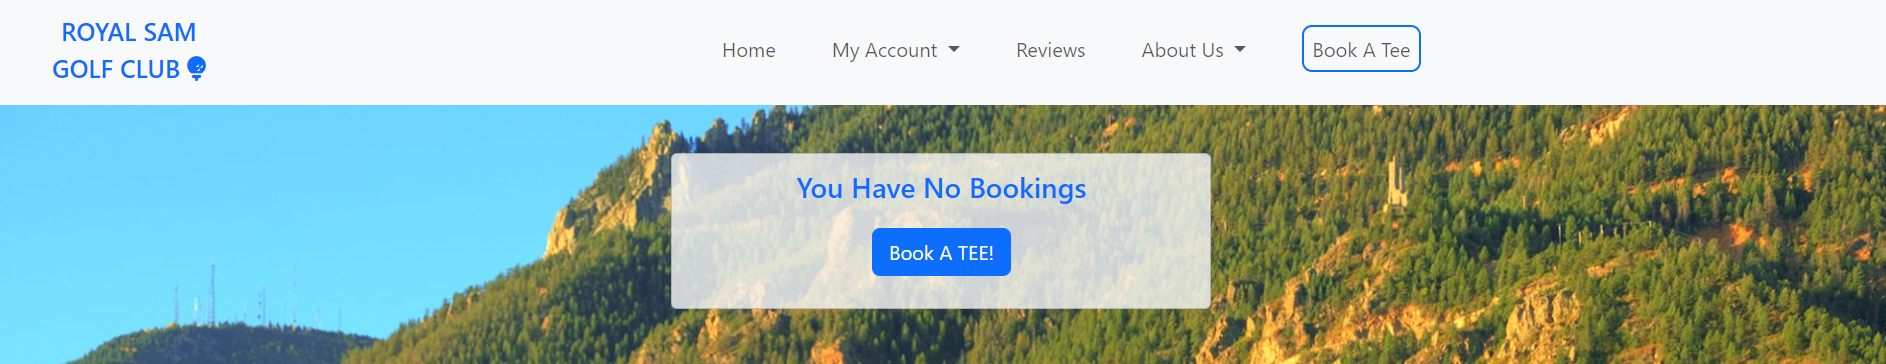 ROYAL SAM
GOLF CLUB
Home
My Account
Reviews
About Us
Book A Tee
You Have No Bookings
Book A TEE!